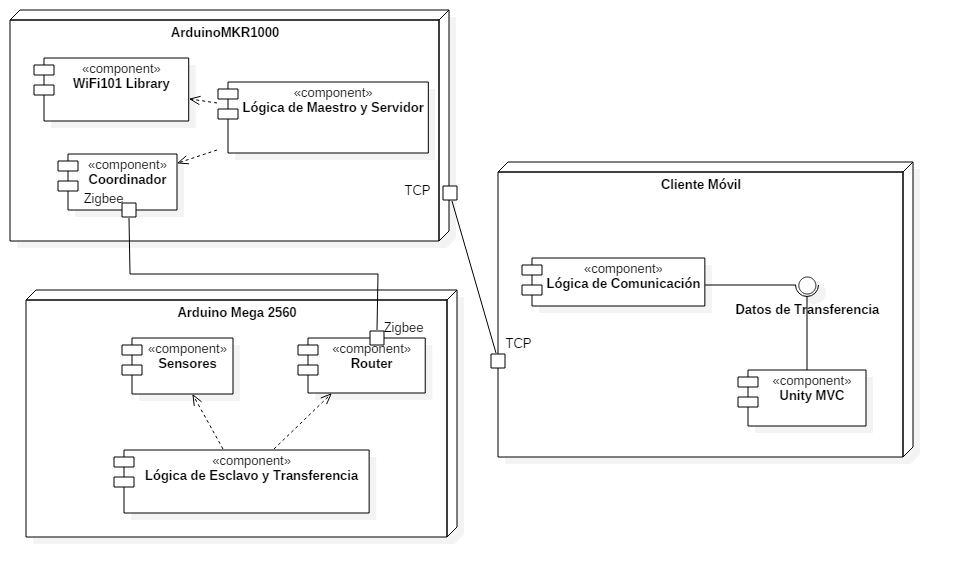 ArduinoMKR1000
«component»
WiFi101 Library
«component»
Lógica de Maestro y Servidor
«component»
Coordinador
Zigbee
TCP
Arduino Mega 2560
Zigbee
«component»
Sensores
«component»
Router
«component»
Lógica de Esclavo y Transferencia
Cliente Móvil
«component»
Lógica de Comunicación
Datos de Transferencia
TCP
«component»
Unity MVC